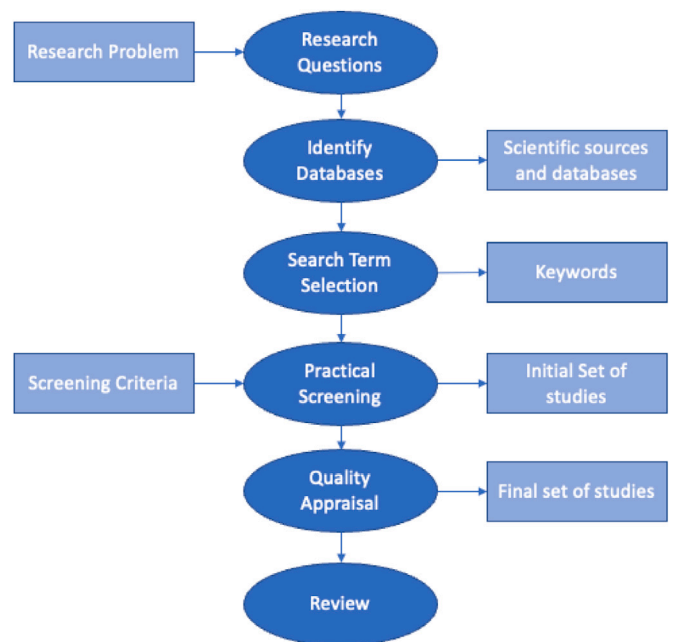 Research Problem
Research
Questions
Identify
Databases
Scientific sources
and databases
Search Term
Selection
Keywords
Screening Criteria
Practical
Screening
Initial Set of
studies
Quality
Appraisal
Final set of studies
Review